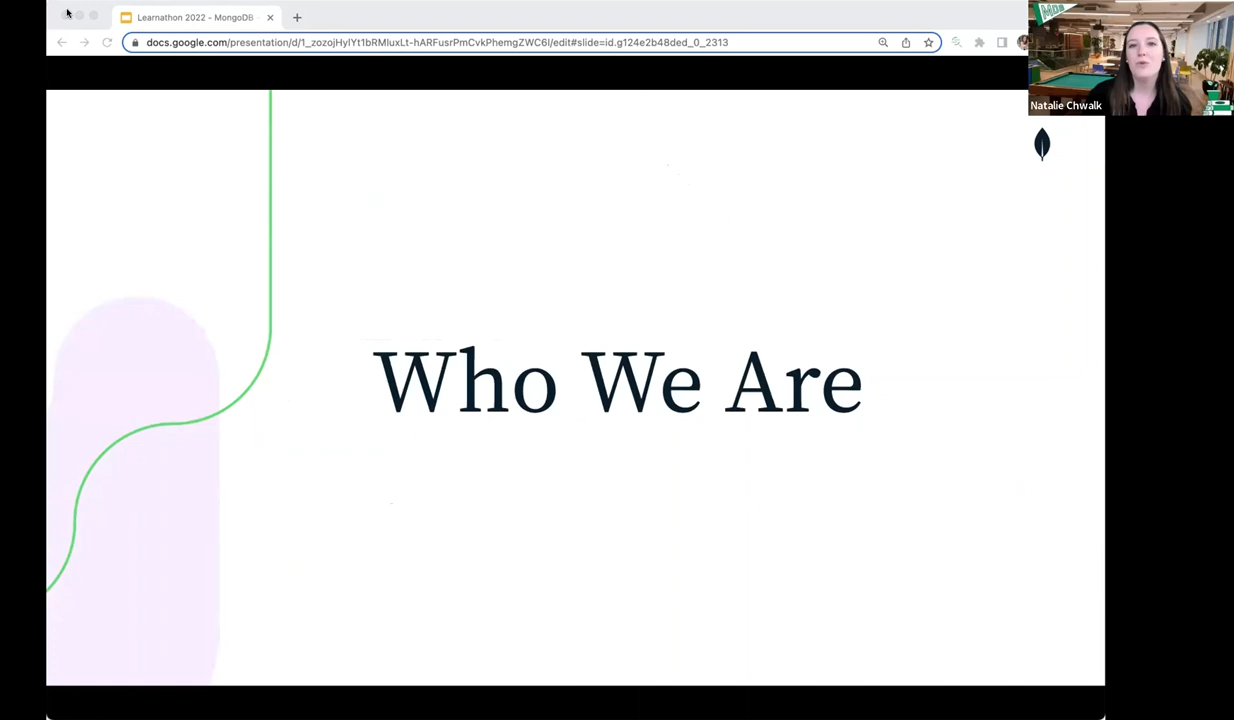 Learnathon 2022 - MongoDB
docs.google.com/presentation/d/1_zozojHylYt1bRMluxLt-hARFusrPmCvkPhemgZWC6I/edit#slide=id.g124e2b48ded_0_2313
Natalie Chwalk
Who We Are